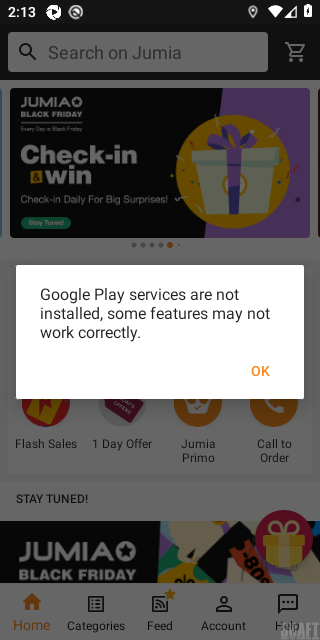 2:13
Search on Jumia
JUMIA
BLACK FRIDAY
Every Day is Black Friday
Check-in
& win
Check-in Daily For Big Surprises!
Stay Tuned
Google Play services are not
installed, some features may not
work correctly.
OK
Flash Sales
1 Day Offer
Jumia
Primo
Call to
Order
STAY TUNED!
JUMIA
BLACK FRIDAY
Home
Categories
Feed
Account
Help